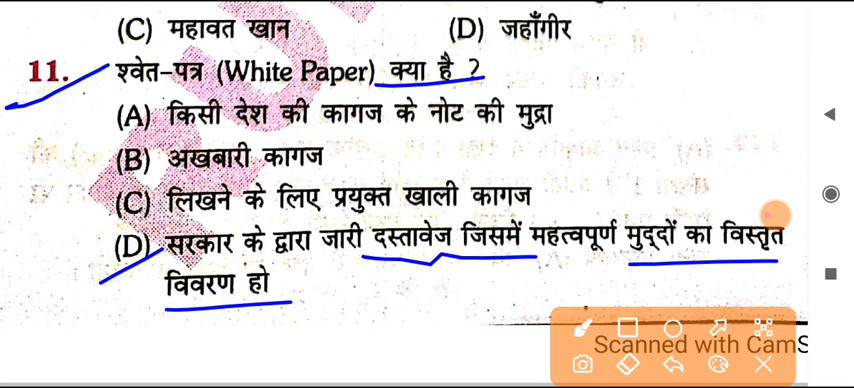 (C) महावत खान (D) जहाँगीर
11. श्वेत-पत्र (White Paper) क्या है ?
(A) किसी देश की कागज के नोट की मुद्रा
(B) अखबारी कागज
(C) लिखने के लिए प्रयुक्त खाली कागज
(D) सरकार के द्वारा जारी दस्तावेज जिसमें महत्वपूर्ण मुद्दों का विस्तृत
विवरण हो
Scanned with CamS